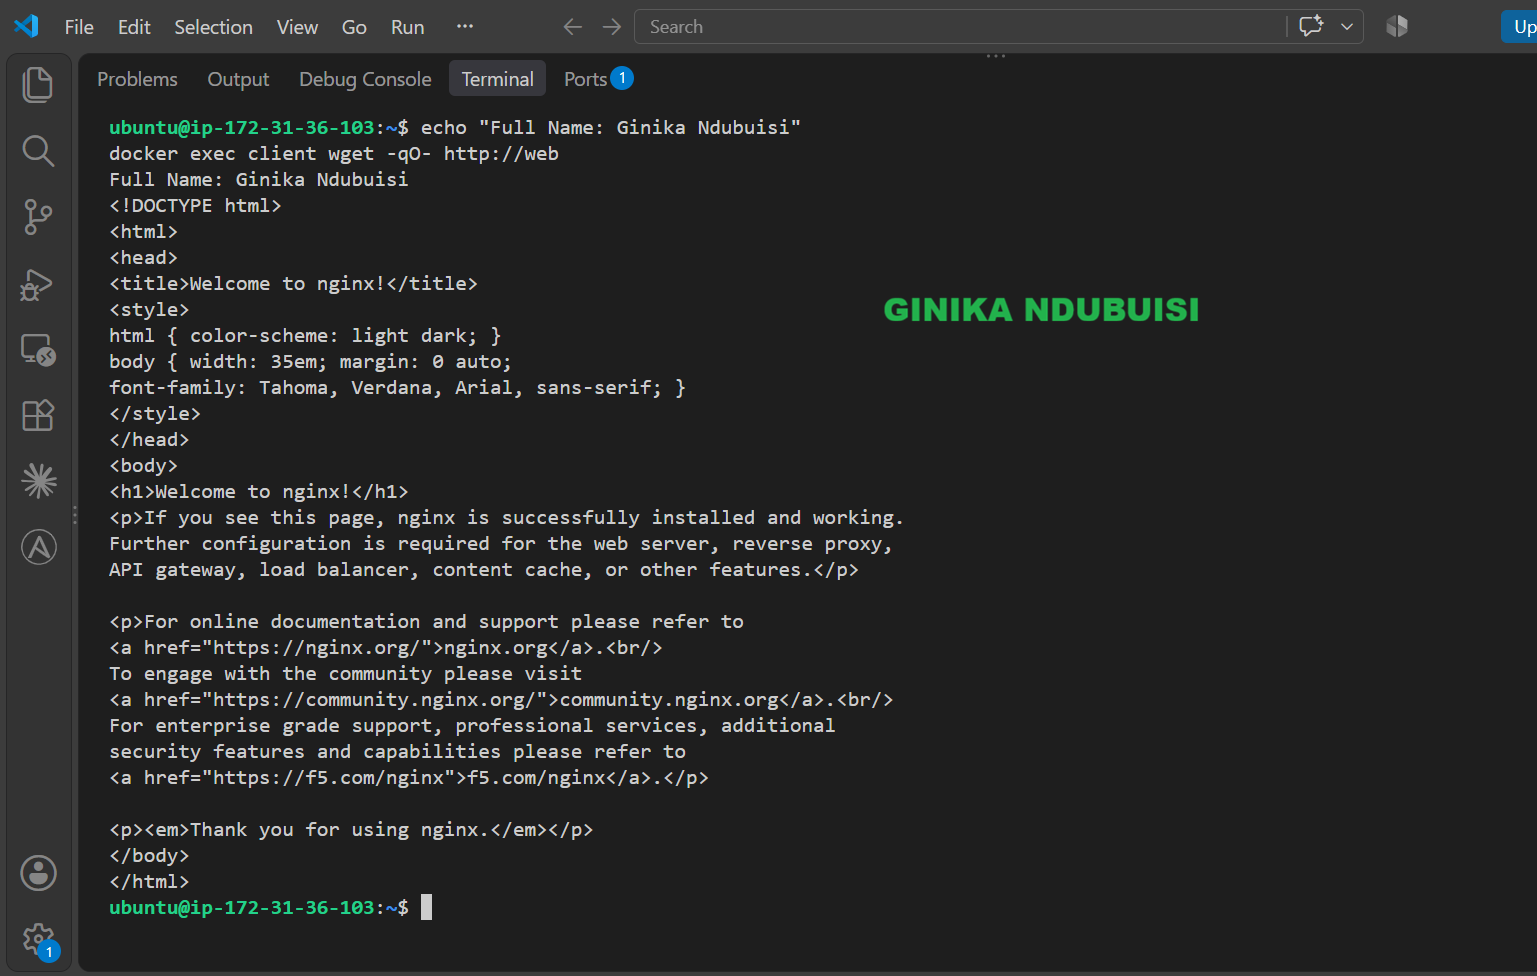 File Edit Selection View Go Run ···
Search
Up
Problems Output Debug Console Terminal Ports 1
ubuntu@ip-172-31-36-103:~$ echo "Full Name: Ginika Ndubuisi"
docker exec client wget -qO- http://web
Full Name: Ginika Ndubuisi
<!DOCTYPE html>
<html>
<head>
<title>Welcome to nginx!</title>
<style>
html { color-scheme: light dark; }
body { width: 35em; margin: 0 auto;
font-family: Tahoma, Verdana, Arial, sans-serif; }
</style>
</head>
<body>
<h1>Welcome to nginx!</h1>
<p>If you see this page, nginx is successfully installed and working.
Further configuration is required for the web server, reverse proxy,
API gateway, load balancer, content cache, or other features.</p>

<p>For online documentation and support please refer to
<a href="https://nginx.org/">nginx.org</a>.<br/>
To engage with the community please visit
<a href="https://community.nginx.org/">community.nginx.org</a>.<br/>
For enterprise grade support, professional services, additional
security features and capabilities please refer to
<a href="https://f5.com/nginx">f5.com/nginx</a>.</p>

<p><em>Thank you for using nginx.</em></p>
</body>
</html>
ubuntu@ip-172-31-36-103:~$
GINIKA NDUBUISI
1